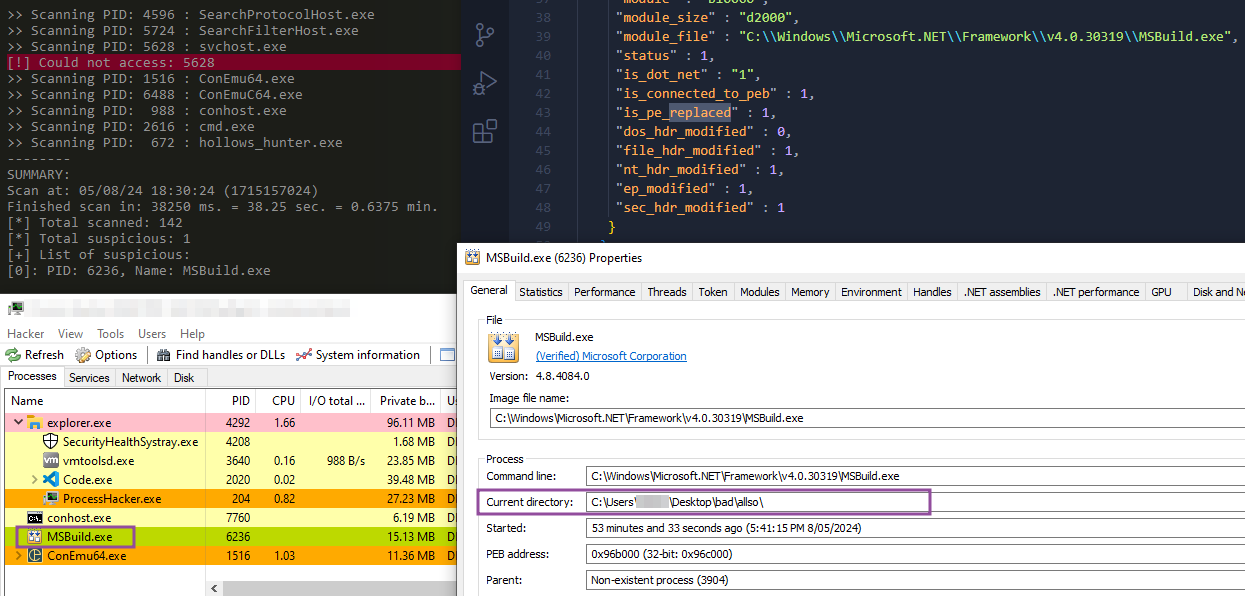 >> Scanning PID: 4596 : SearchProtocolHost.exe
>> Scanning PID: 5724 : SearchFilterHost.exe
>> Scanning PID: 5628 : svchost.exe
[!] Could not access: 5628
>> Scanning PID: 1516 : ConEmu64.exe
>> Scanning PID: 6488 : ConEmuC64.exe
>> Scanning PID:  988 : conhost.exe
>> Scanning PID: 2616 : cmd.exe
>> Scanning PID:  672 : hollows_hunter.exe
--------
SUMMARY:
Scan at: 05/08/24 18:30:24 (1715157024)
Finished scan in: 38250 ms. = 38.25 sec. = 0.6375 min.
[*] Total scanned: 142
[*] Total suspicious: 1
[+] List of suspicious:
[0]: PID: 6236, Name: MSBuild.exe
38 "module_size" : "d2000",
39 "module_file" : "C:\\Windows\\Microsoft.NET\\Framework\\v4.0.30319\\MSBuild.exe",
40 "status" : 1,
41 "is_dot_net" : "1",
42 "is_connected_to_peb" : 1,
43 "is_pe_replaced" : 1,
44 "dos_hdr_modified" : 0,
45 "file_hdr_modified" : 1,
46 "nt_hdr_modified" : 1,
47 "ep_modified" : 1,
48 "sec_hdr_modified" : 1
49 }
Hacker View Tools Users Help
Refresh Options Find handles or DLLs System information
Processes Services Network Disk
Name PID CPU I/O total ... Private b...
explorer.exe 4292 1.66 96.11 MB
SecurityHealthSystray.exe 4208 1.68 MB
vmtoolsd.exe 3640 0.16 988 B/s 23.85 MB
Code.exe 2020 0.02 39.48 MB
ProcessHacker.exe 204 0.82 27.23 MB
conhost.exe 7760 6.19 MB
MSBuild.exe 6236 15.13 MB
ConEmu64.exe 1516 1.03 11.36 MB
MSBuild.exe (6236) Properties
General Statistics Performance Threads Token Modules Memory Environment Handles .NET assemblies .NET performance GPU Disk and
File
MSBuild.exe
(Verified) Microsoft Corporation
Version: 4.8.4084.0
Image file name:
C:\Windows\Microsoft.NET\Framework\v4.0.30319\MSBuild.exe
Process
Command line: C:\Windows\Microsoft.NET\Framework\v4.0.30319\MSBuild.exe
Current directory: C:\Users\ \Desktop\bad\allso\
Started: 53 minutes and 33 seconds ago (5:41:15 PM 8/05/2024)
PEB address: 0x96b000 (32-bit: 0x96c000)
Parent: Non-existent process (3904)